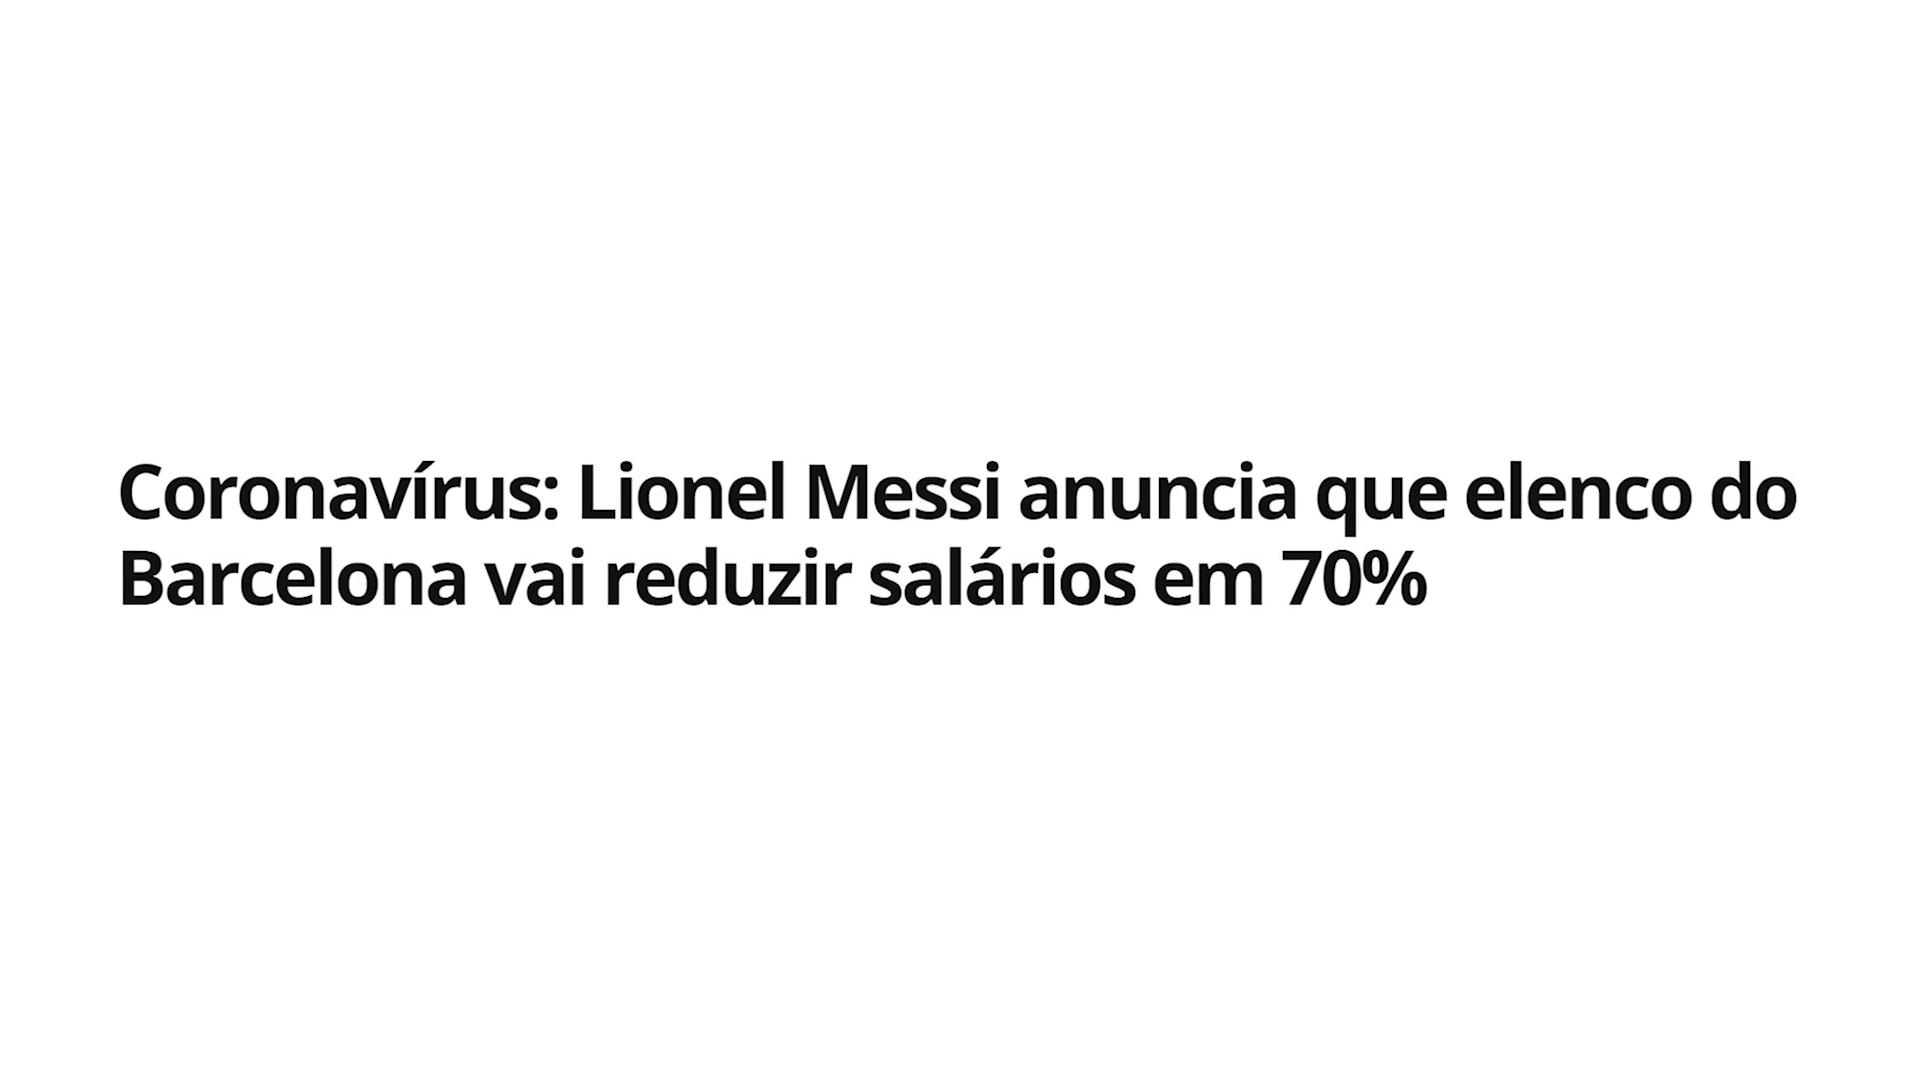 Coronavírus: Lionel Messi anuncia que elenco do
Barcelona vai reduzir salários em 70%